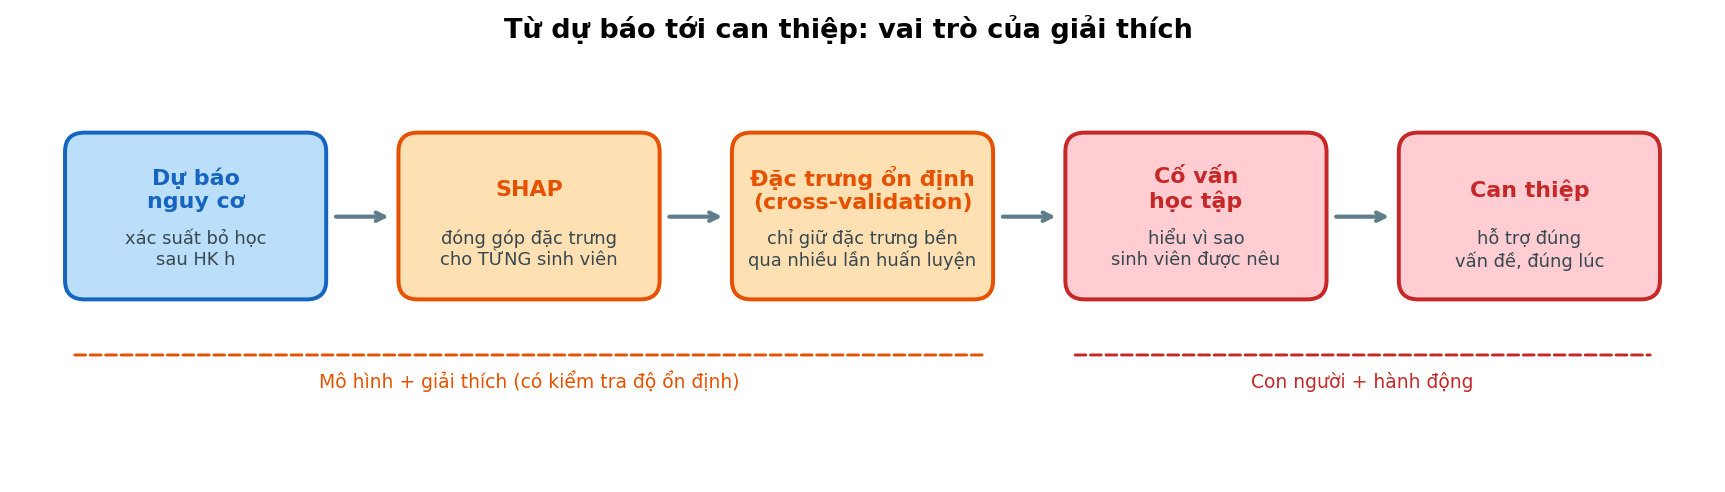 Từ dự báo tới can thiệp: vai trò của giải thích
Dự báo
nguy cơ
xác suất bỏ học
sau HK h
SHAP
đóng góp đặc trưng
cho TỪNG sinh viên
Đặc trưng ổn định
(cross-validation)
chỉ giữ đặc trưng bền
qua nhiều lần huấn luyện
Cố vấn
học tập
hiểu vì sao
sinh viên được nêu
Can thiệp
hỗ trợ đúng
vấn đề, đúng lúc
Mô hình + giải thích (có kiểm tra độ ổn định)
Con người + hành động